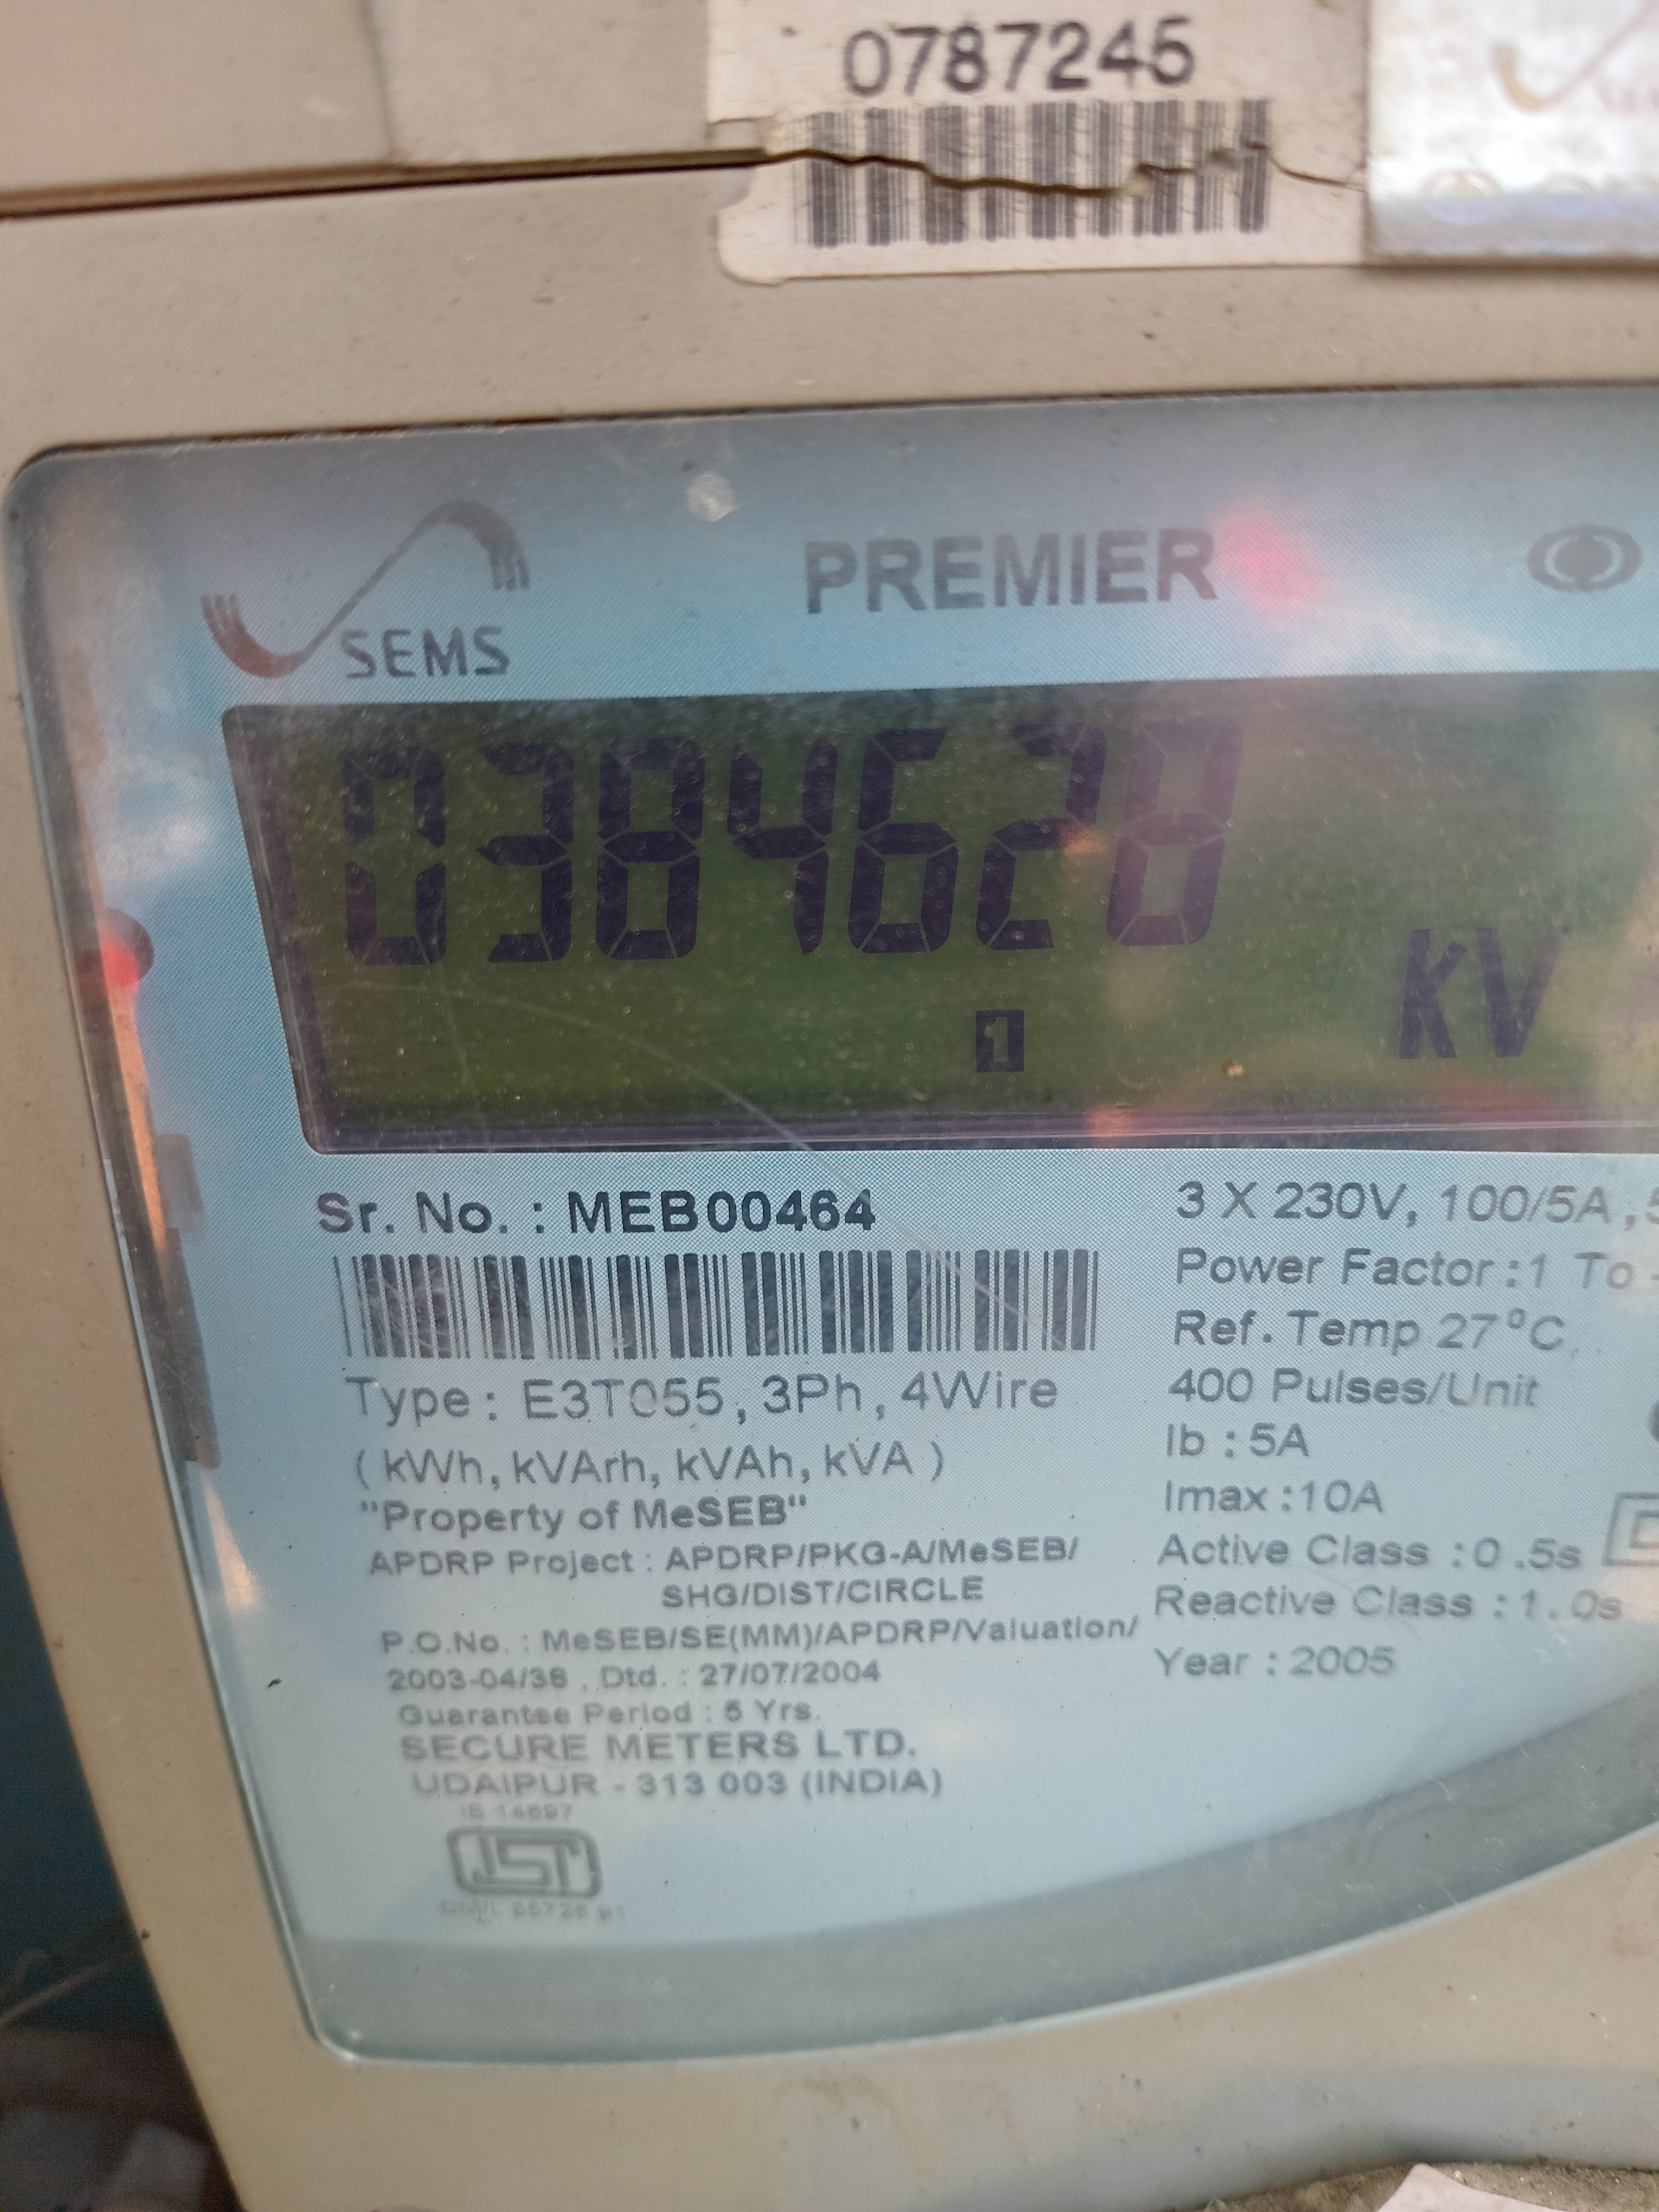 0787245
SEMS
PREMIER
0384628
1
kV
Sr. No. : MEB00464
Type : E3T055, 3Ph, 4Wire
( kWh, kVArh, kVAh, kVA )
"Property of MeSEB"
APDRP Project : APDRP/PKG-A/MeSEB/
SHG/DIST/CIRCLE
P.O.No. : MeSEB/SE(MM)/APDRP/Valuation/
2003-04/38 , Dtd. : 27/07/2004
Guarantee Period : 5 Yrs.
SECURE METERS LTD.
UDAIPUR - 313 003 (INDIA)
IS 14697
3 X 230V, 100/5A ,
Power Factor :1 To
Ref. Temp 27°C
400 Pulses/Unit
Ib : 5A
Imax :10A
Active Class : 0 .5s
Reactive Class : 1.0s
Year : 2005